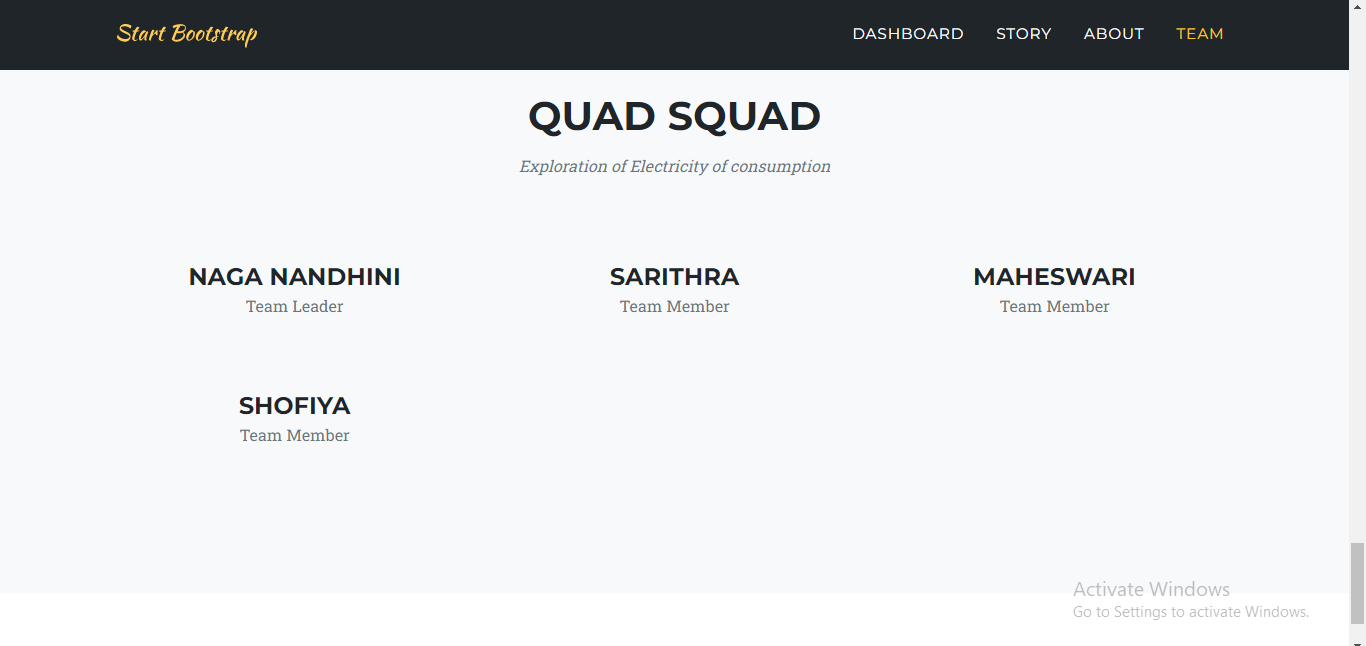 Start Bootstrap
DASHBOARD STORY ABOUT TEAM
QUAD SQUAD
Exploration of Electricity of consumption
NAGA NANDHINI
Team Leader
SARITHRA
Team Member
MAHESWARI
Team Member
SHOFIYA
Team Member
Activate Windows
Go to Settings to activate Windows.